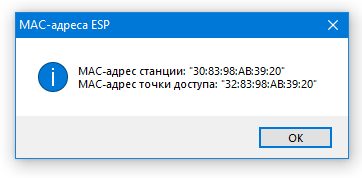 MAC-адреса ESP
MAC-адрес станции: "30:83:98:AB:39:20"
MAC-адрес точки доступа: "32:83:98:AB:39:20"
OK